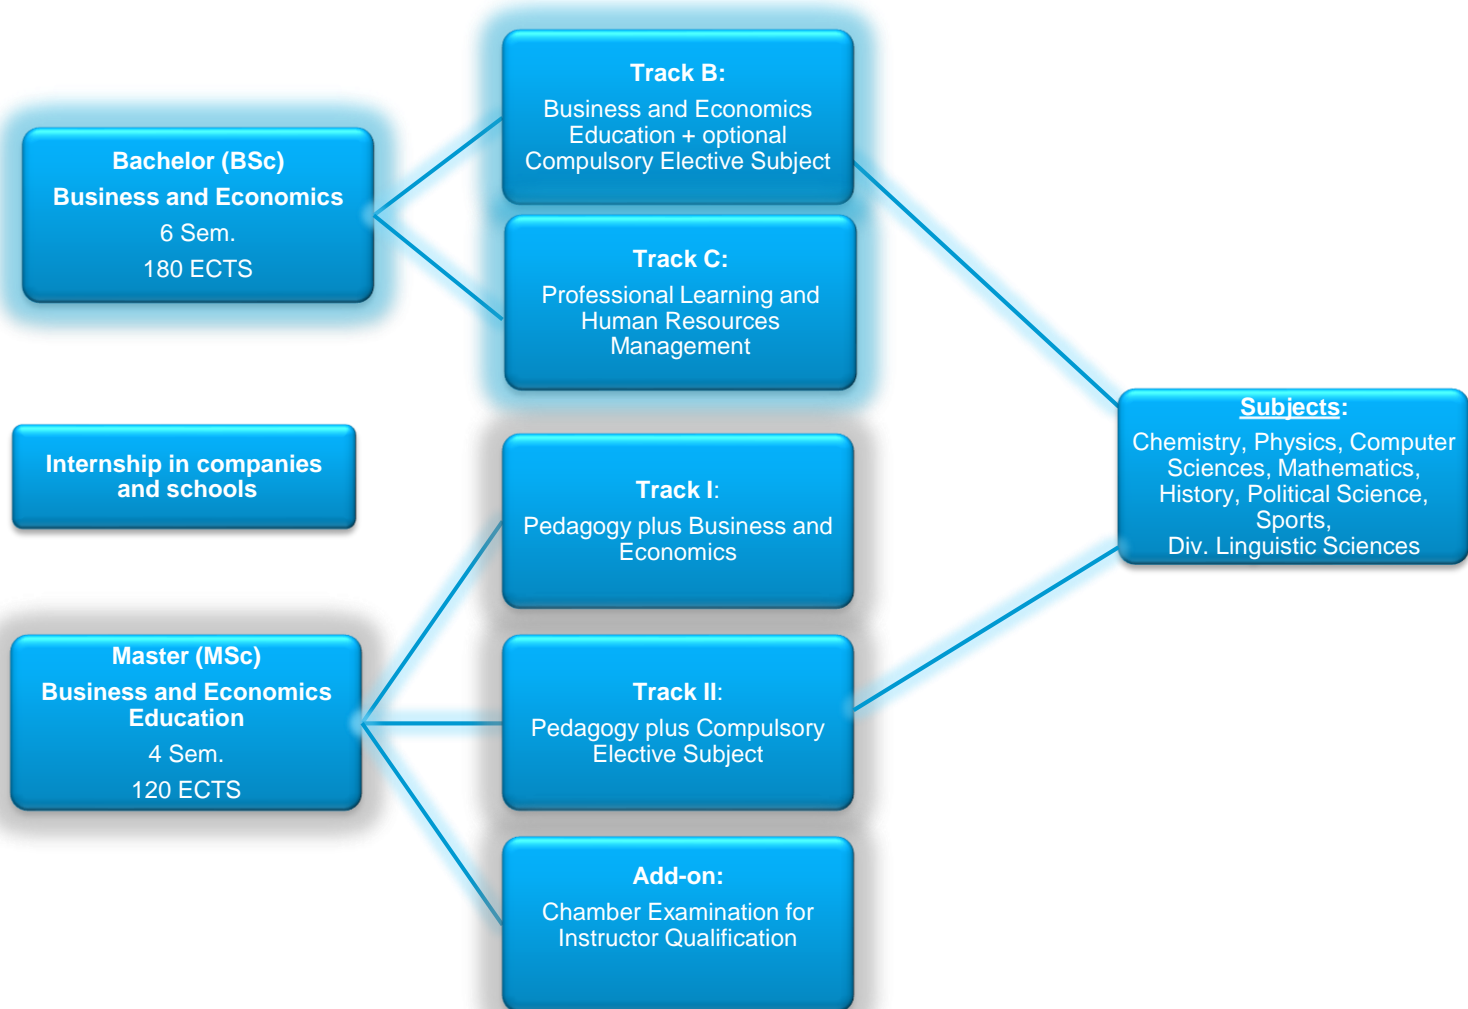 Bachelor (BSc)
Business and Economics
6 Sem.
180 ECTS
Track B:
Business and Economics
Education + optional
Compulsory Elective Subject
Track C:
Professional Learning and
Human Resources
Management
Internship in companies
and schools
Master (MSc)
Business and Economics
Education
4 Sem.
120 ECTS
Track I:
Pedagogy plus Business and
Economics
Track II:
Pedagogy plus Compulsory
Elective Subject
Add-on:
Chamber Examination for
Instructor Qualification
Subjects:
Chemistry, Physics, Computer
Sciences, Mathematics,
History, Political Science,
Sports,
Div. Linguistic Sciences